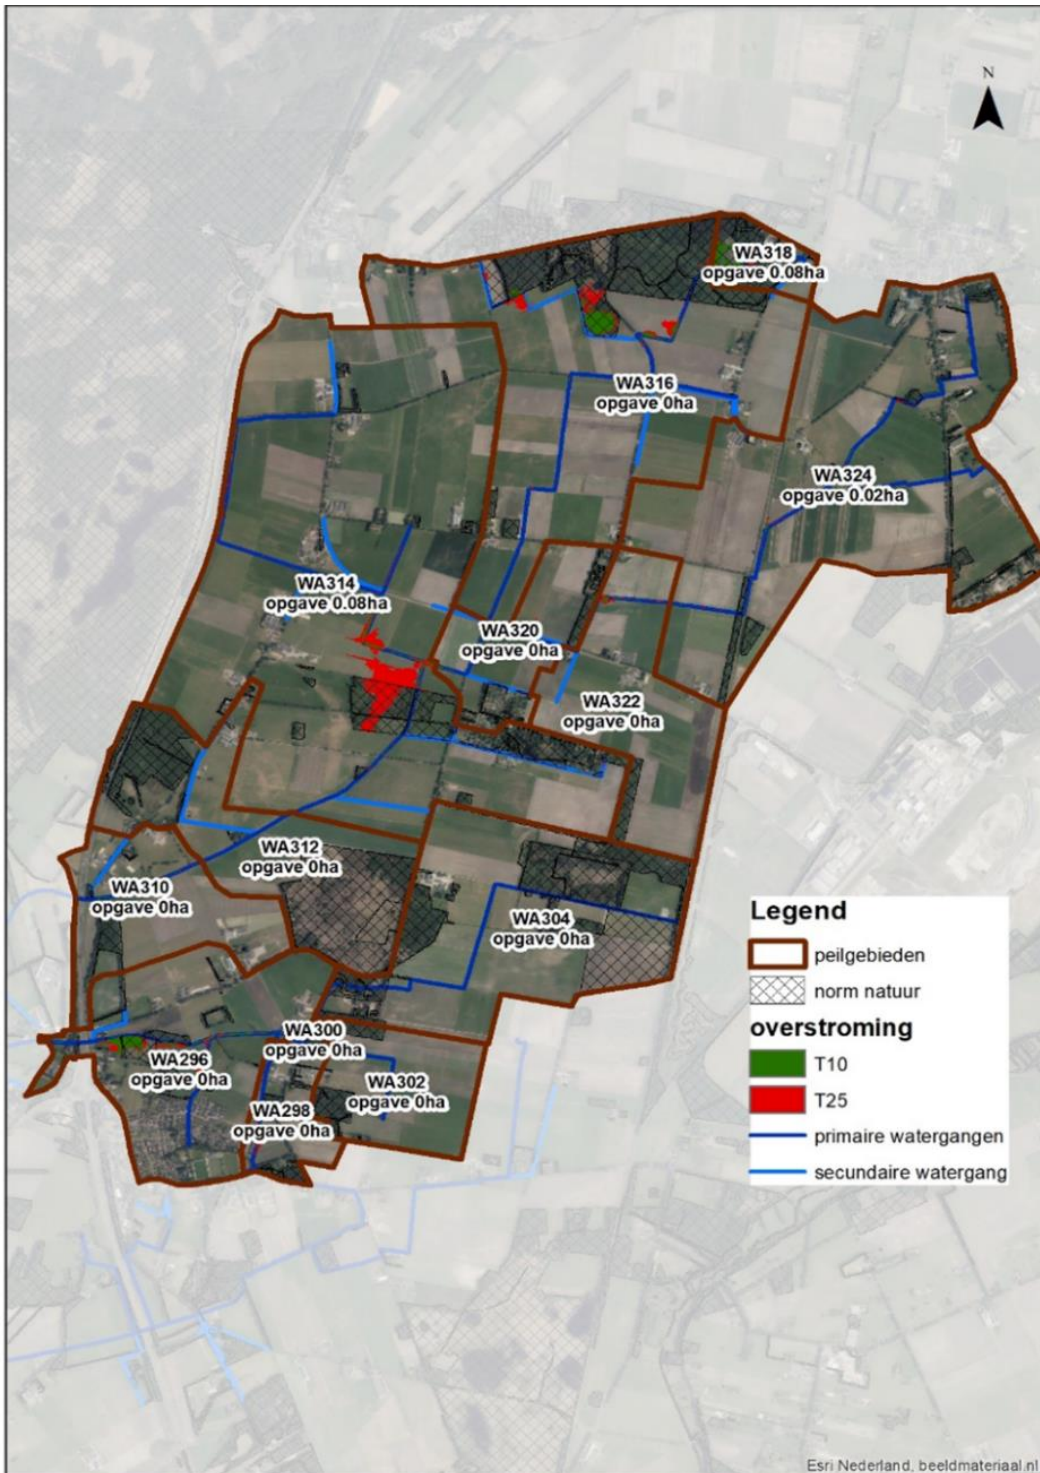 N
WA318
opgave 0.08ha
WA316
opgave 0ha
WA324
opgave 0.02ha
WA314
opgave 0.08ha
WA320
opgave 0ha
WA322
opgave 0ha
WA312
opgave 0ha
WA310
opgave 0ha
WA304
opgave 0ha
WA300
opgave 0ha
WA296
opgave 0ha
WA302
opgave 0ha
WA298
opgave 0ha
Legend
peilgebieden
norm natuur
overstroming
T10
T25
primaire watergangen
secundaire watergang
Esri Nederland, beeldmateriaal.nl